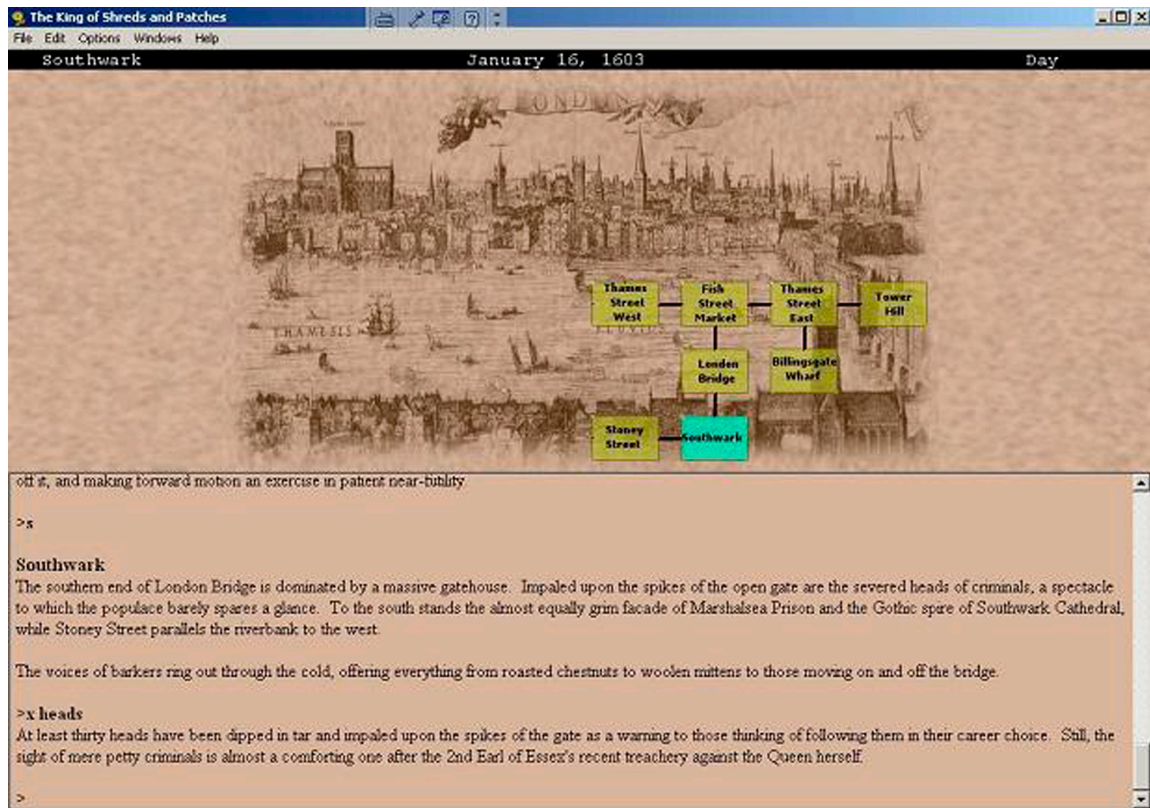 The King of Shreds and Patches
File Edit Options Windows Help
Southwark January 16, 1603 Day
LONDON
THAMESIS
Thames Street West
Fish Street Market
Thames Street East
Tower Hill
London Bridge
Billingsgate Wharf
Stoney Street
Southwark
off it, and making forward motion an exercise in patient near-futility.
>s
Southwark
The southern end of London Bridge is dominated by a massive gatehouse. Impaled upon the spikes of the open gate are the severed heads of criminals, a spectacle
to which the populace barely spares a glance. To the south stands the almost equally grim facade of Marshalsea Prison and the Gothic spire of Southwark Cathedral,
while Stoney Street parallels the riverbank to the west.
The voices of barkers ring out through the cold, offering everything from roasted chestnuts to woolen mittens to those moving on and off the bridge.
>x heads
At least thirty heads have been dipped in tar and impaled upon the spikes of the gate as a warning to those thinking of following them in their career choice. Still, the
sight of mere petty criminals is almost a comforting one after the 2nd Earl of Essex's recent treachery against the Queen herself.
>